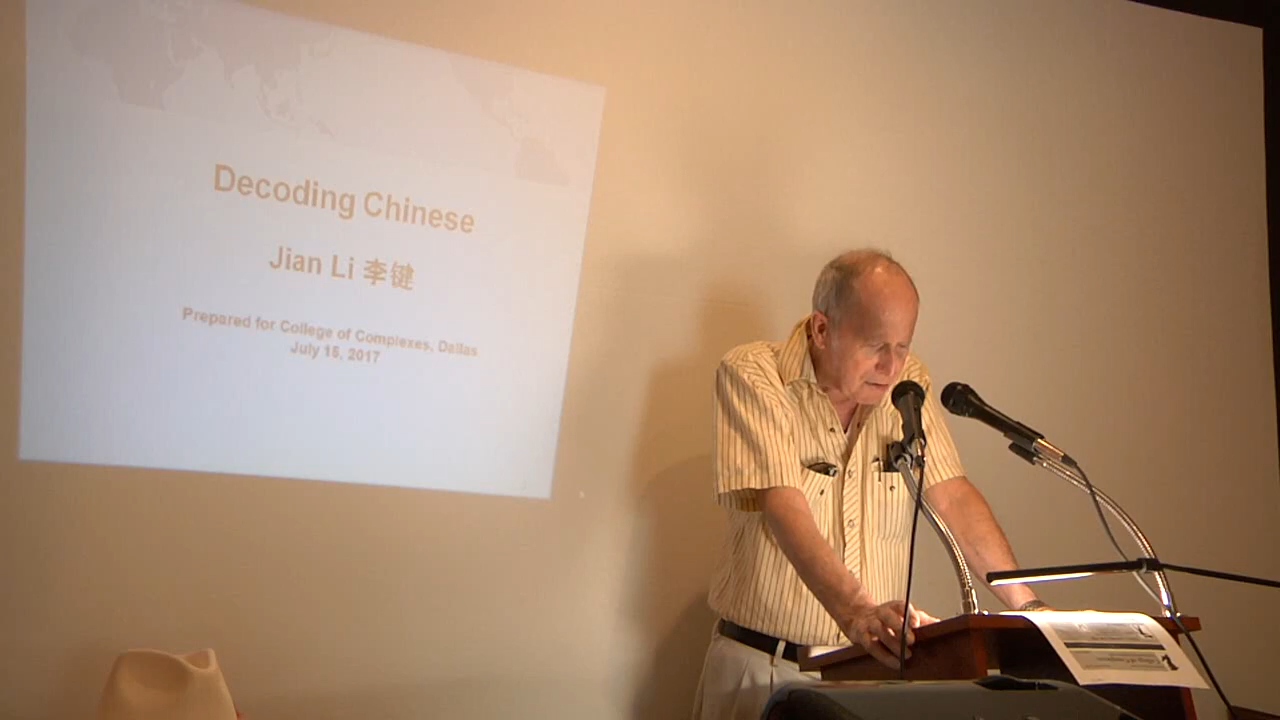 Decoding Chinese
Jian Li 李键
Prepared for College of Complexes, Dallas
July 15, 2017